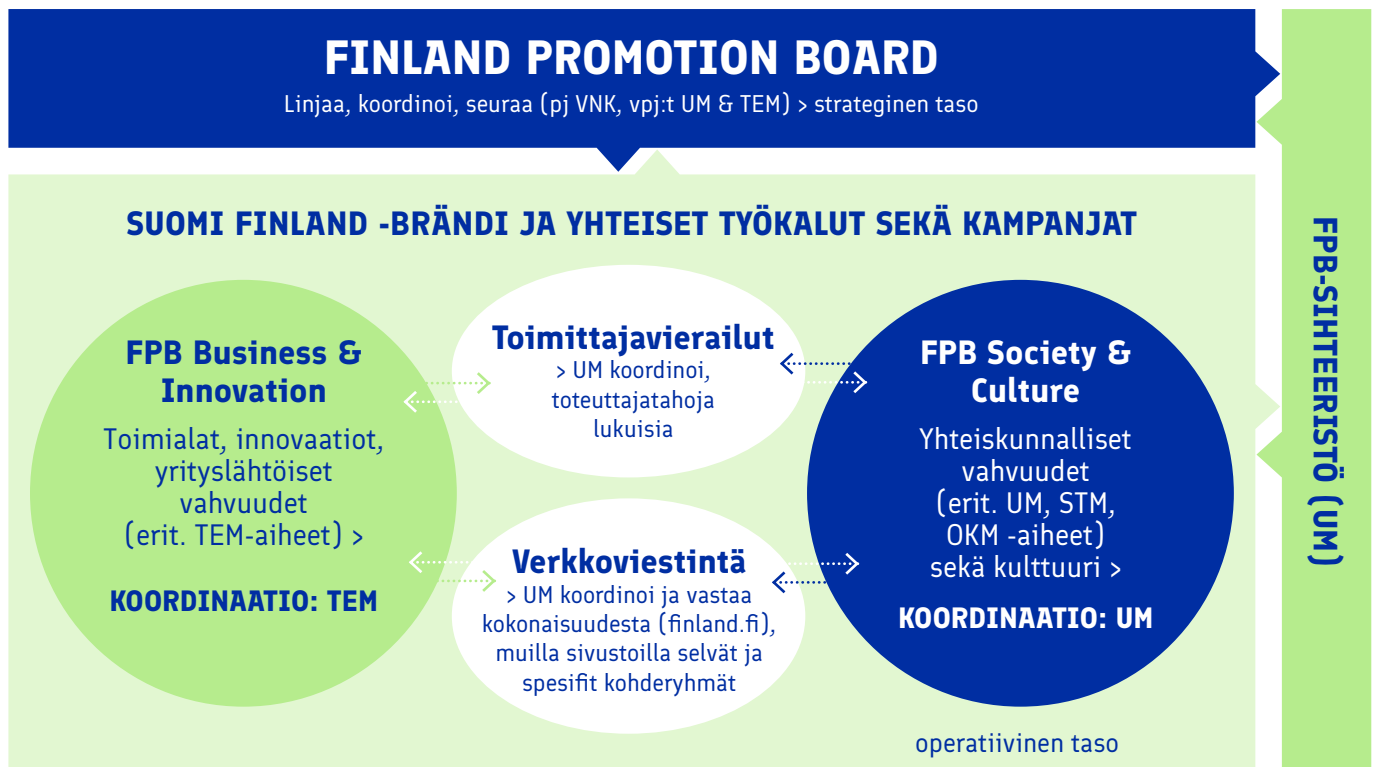 FINLAND PROMOTION BOARD
Linjaa, koordinoi, seuraa (pj VNK, vpj:t UM & TEM) > strateginen taso
SUOMI FINLAND -BRÄNDI JA YHTEISET TYÖKALUT SEKÄ KAMPANJAT
FPB Business &
Innovation
Toimialat, innovaatiot,
yrityslähtöiset
vahvuudet
(erit. TEM-aiheet) >
KOORDINAATIO: TEM
Toimittajavierailut
> UM koordinoi,
toteuttajatahoja
lukuisia
Verkkoviestintä
> UM koordinoi ja vastaa
kokonaisuudesta (finland.fi),
muilla sivustoilla selvät ja
spesifit kohderyhmät
FPB Society &
Culture
Yhteiskunnalliset
vahvuudet
(erit. UM, STM,
OKM -aiheet)
sekä kulttuuri >
KOORDINAATIO: UM
operatiivinen taso
FPB-SIHTEERISTÖ (UM)